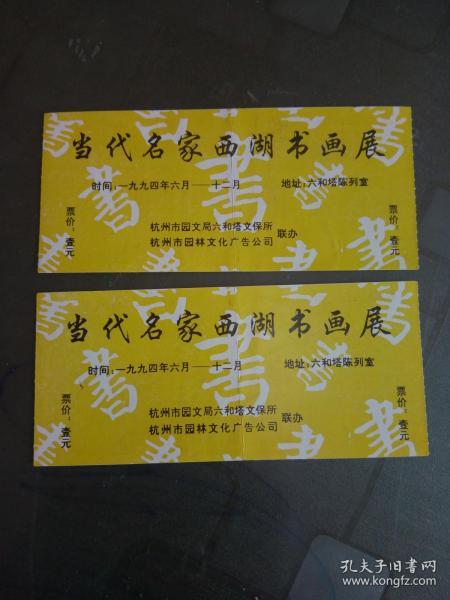 当代名家西湖书画展
时间：一九九四年六月——十二月 地址：六和塔陈列室
票价：壹元
杭州市园文局六和塔文保所
杭州市园林文化广告公司
联办
票价：壹元
当代名家西湖书画展
时间：一九九四年六月——十二月 地址：六和塔陈列室
票价：壹元
杭州市园文局六和塔文保所
杭州市园林文化广告公司
联办
票价：壹元
孔夫子旧书网
www.kongfz.com